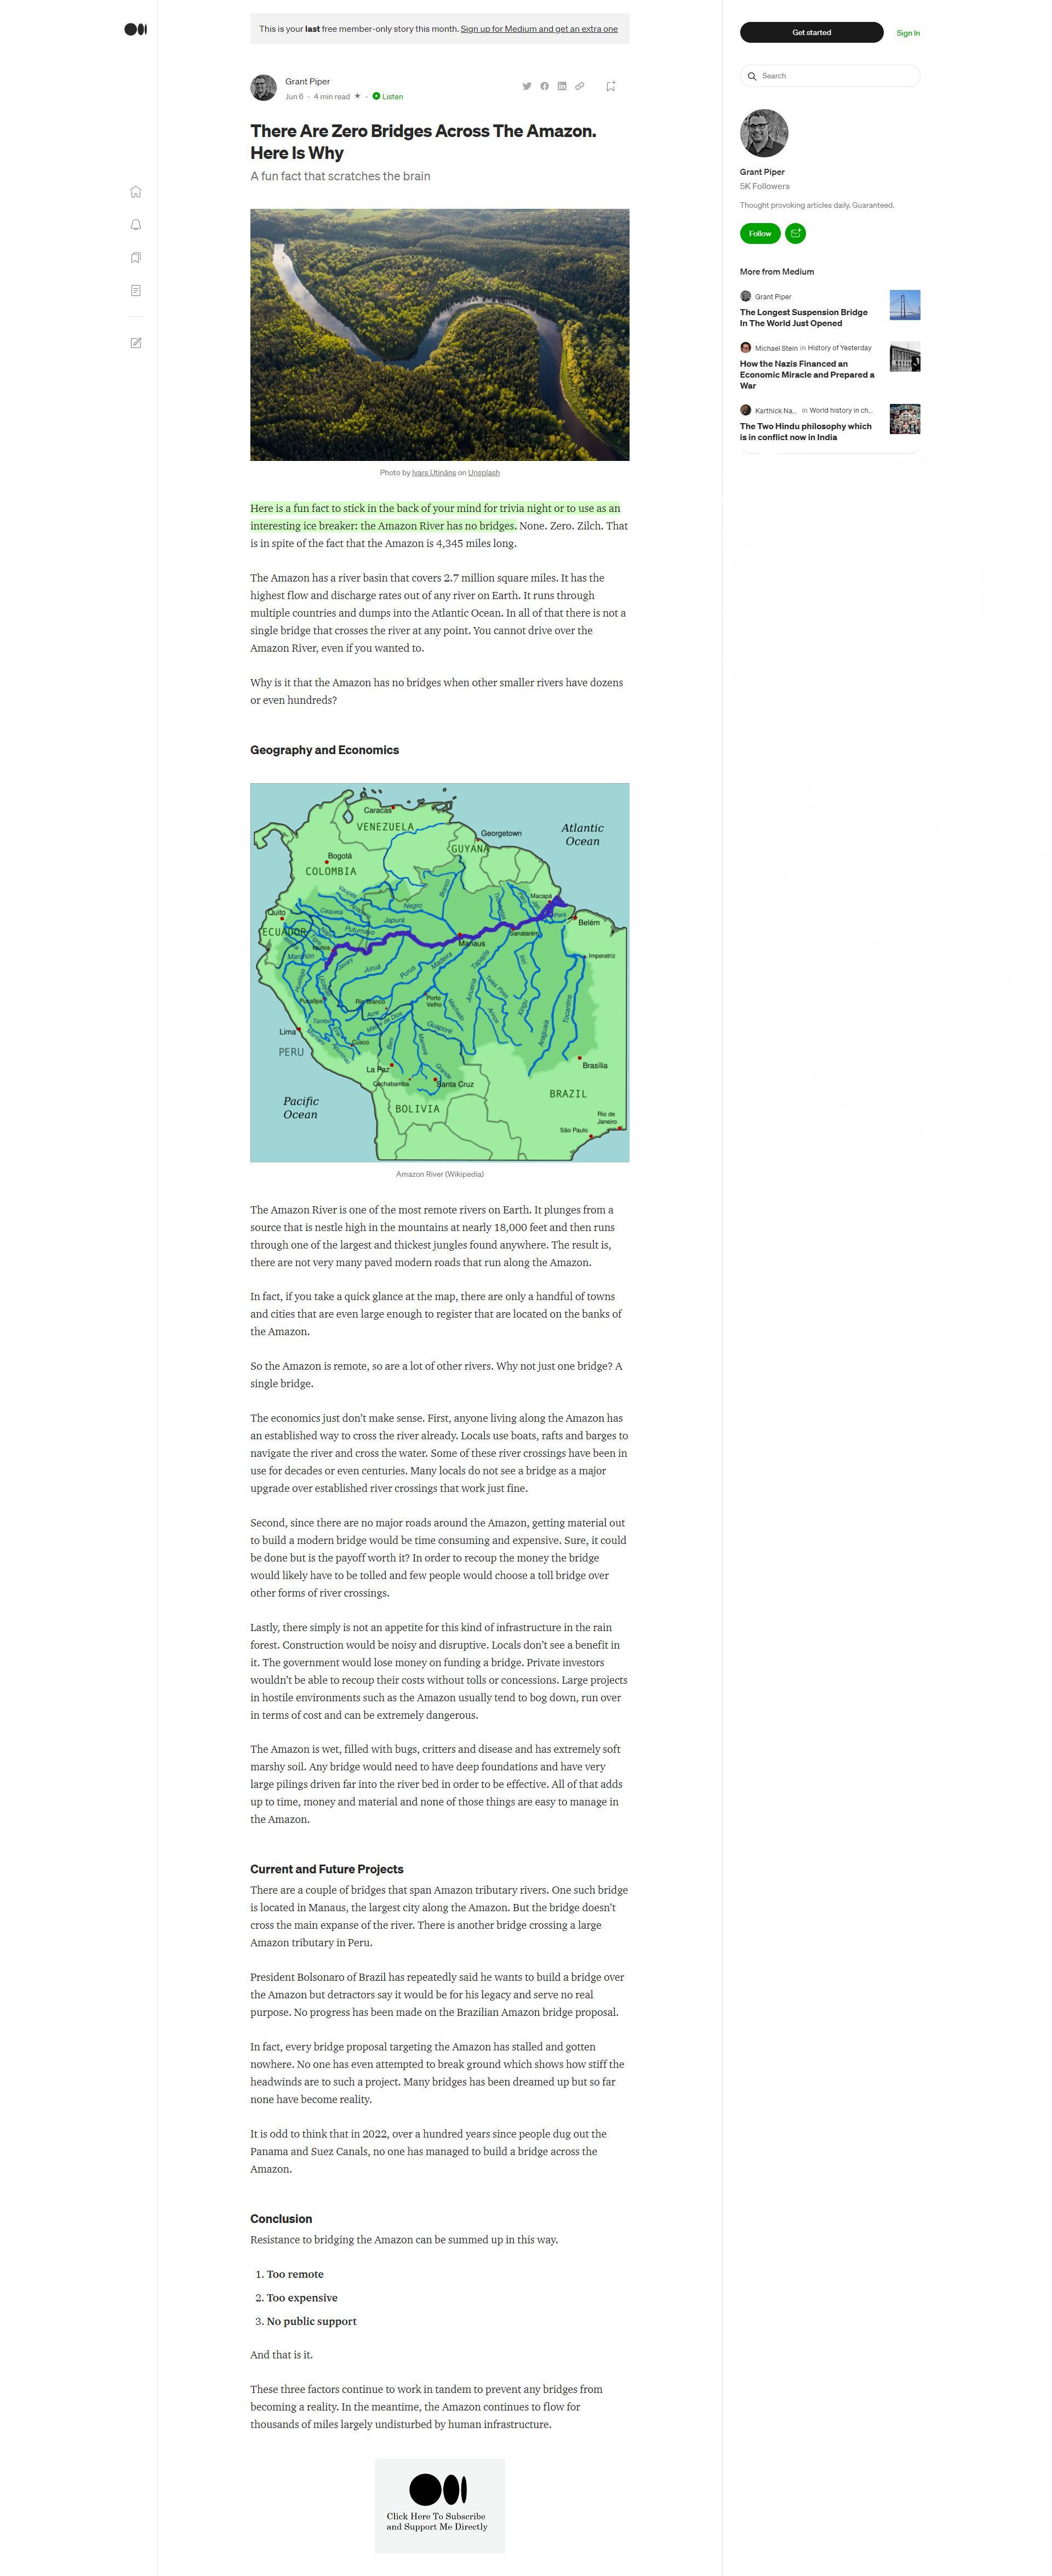 This is your last free member-only story this month. Sign up for Medium and get an extra one
Grant Piper
Jun 6 · 4 min read ★ · Listen
There Are Zero Bridges Across The Amazon.
Here Is Why
A fun fact that scratches the brain
Photo by Ivars Utināns on Unsplash
Here is a fun fact to stick in the back of your mind for trivia night or to use as an
interesting ice breaker: the Amazon River has no bridges. None. Zero. Zilch. That
is in spite of the fact that the Amazon is 4,345 miles long.
The Amazon has a river basin that covers 2.7 million square miles. It has the
highest flow and discharge rates out of any river on Earth. It runs through
multiple countries and dumps into the Atlantic Ocean. In all of that there is not a
single bridge that crosses the river at any point. You cannot drive over the
Amazon River, even if you wanted to.
Why is it that the Amazon has no bridges when other smaller rivers have dozens
or even hundreds?
Geography and Economics
Caracas
VENEZUELA
Georgetown
Atlantic
Ocean
GUYANA
Bogotá
COLOMBIA
Vaupés
Branco
Macapá
Caquetá
Negro
Quito
Putumayo
Japurá
Pará
Belém
ECUADOR
Manaus
Iquitos
Marañón
Javary
Juruá
Purus
Madeira
Tapajós
Iriri
Imperatriz
Pucallpa
Rio Branco
Porto
Velho
Juruena
Teles Pires
Xingu
Tocantins
Acre
Madre de Dios
Machado
Arinos
Araguaia
Lima
Cusco
Beni
Mamoré
Guaporé
PERU
Apurimac
La Paz
Grande
Brasília
Cochabamba
Santa Cruz
BRAZIL
Pacific
Ocean
BOLIVIA
Rio de
Janeiro
São Paulo
Amazon River (Wikipedia)
The Amazon River is one of the most remote rivers on Earth. It plunges from a
source that is nestle high in the mountains at nearly 18,000 feet and then runs
through one of the largest and thickest jungles found anywhere. The result is,
there are not very many paved modern roads that run along the Amazon.
In fact, if you take a quick glance at the map, there are only a handful of towns
and cities that are even large enough to register that are located on the banks of
the Amazon.
So the Amazon is remote, so are a lot of other rivers. Why not just one bridge? A
single bridge.
The economics just don’t make sense. First, anyone living along the Amazon has
an established way to cross the river already. Locals use boats, rafts and barges to
navigate the river and cross the water. Some of these river crossings have been in
use for decades or even centuries. Many locals do not see a bridge as a major
upgrade over established river crossings that work just fine.
Second, since there are no major roads around the Amazon, getting material out
to build a modern bridge would be time consuming and expensive. Sure, it could
be done but is the payoff worth it? In order to recoup the money the bridge
would likely have to be tolled and few people would choose a toll bridge over
other forms of river crossings.
Lastly, there simply is not an appetite for this kind of infrastructure in the rain
forest. Construction would be noisy and disruptive. Locals don’t see a benefit in
it. The government would lose money on funding a bridge. Private investors
wouldn’t be able to recoup their costs without tolls or concessions. Large projects
in hostile environments such as the Amazon usually tend to bog down, run over
in terms of cost and can be extremely dangerous.
The Amazon is wet, filled with bugs, critters and disease and has extremely soft
marshy soil. Any bridge would need to have deep foundations and have very
large pilings driven far into the river bed in order to be effective. All of that adds
up to time, money and material and none of those things are easy to manage in
the Amazon.
Current and Future Projects
There are a couple of bridges that span Amazon tributary rivers. One such bridge
is located in Manaus, the largest city along the Amazon. But the bridge doesn’t
cross the main expanse of the river. There is another bridge crossing a large
Amazon tributary in Peru.
President Bolsonaro of Brazil has repeatedly said he wants to build a bridge over
the Amazon but detractors say it would be for his legacy and serve no real
purpose. No progress has been made on the Brazilian Amazon bridge proposal.
In fact, every bridge proposal targeting the Amazon has stalled and gotten
nowhere. No one has even attempted to break ground which shows how stiff the
headwinds are to such a project. Many bridges has been dreamed up but so far
none have become reality.
It is odd to think that in 2022, over a hundred years since people dug out the
Panama and Suez Canals, no one has managed to build a bridge across the
Amazon.
Conclusion
Resistance to bridging the Amazon can be summed up in this way.
1. Too remote
2. Too expensive
3. No public support
And that is it.
These three factors continue to work in tandem to prevent any bridges from
becoming a reality. In the meantime, the Amazon continues to flow for
thousands of miles largely undisturbed by human infrastructure.
Click Here To Subscribe
and Support Me Directly
Get started
Sign In
Search
Grant Piper
5K Followers
Thought provoking articles daily. Guaranteed.
Follow
More from Medium
Grant Piper
The Longest Suspension Bridge
In The World Just Opened
Michael Stein in History of Yesterday
How the Nazis Financed an
Economic Miracle and Prepared a
War
Karthick Na... in World history in ch...
The Two Hindu philosophy which
is in conflict now in India